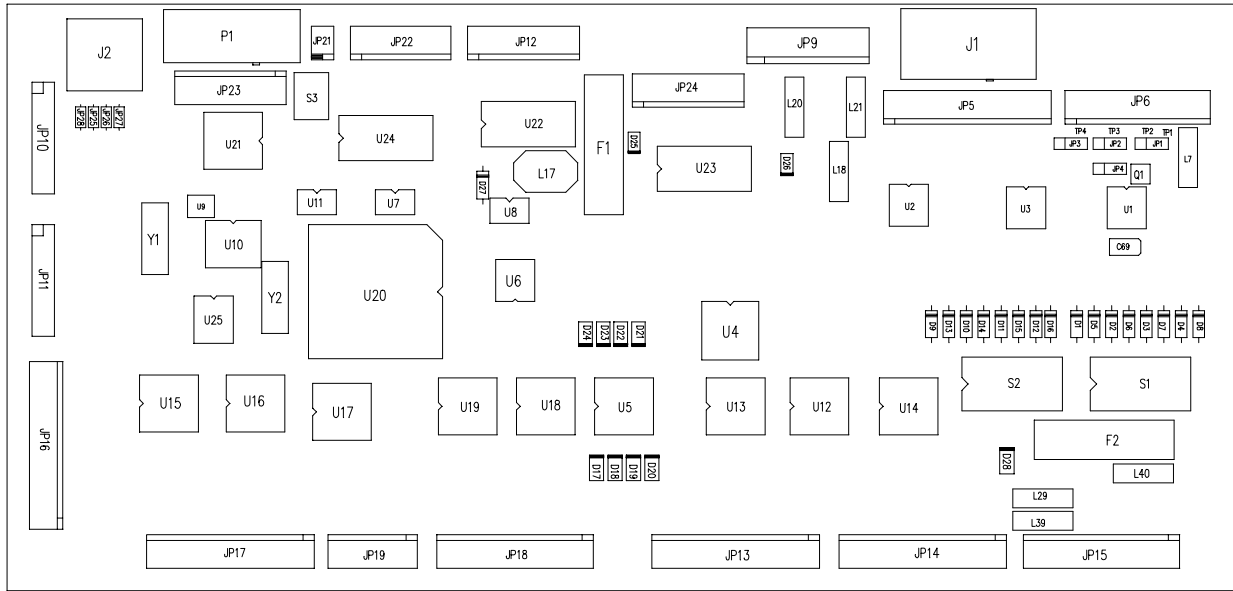 J2
P1
JP21
JP22
JP12
JP9
J1
JP23
S3
JP24
L20
L21
JP5
JP6
JP10
JP28
JP25
JP26
JP27
U21
U24
U22
F1
D25
U23
D26
L18
TP4
TP3
TP2
TP1
JP3
JP2
JP1
L7
JP4
Q1
L17
D27
U9
U11
U7
U8
U2
U3
U1
Y1
U10
C69
JP11
Y2
U20
U6
U25
U4
D24
D23
D22
D21
D9
D13
D10
D14
D11
D15
D12
D16
D1
D5
D2
D6
D3
D7
D4
D8
JP16
U15
U16
U17
U19
U18
U5
U13
U12
U14
S2
S1
F2
D17
D18
D19
D20
D28
L40
L29
L39
JP17
JP19
JP18
JP13
JP14
JP15